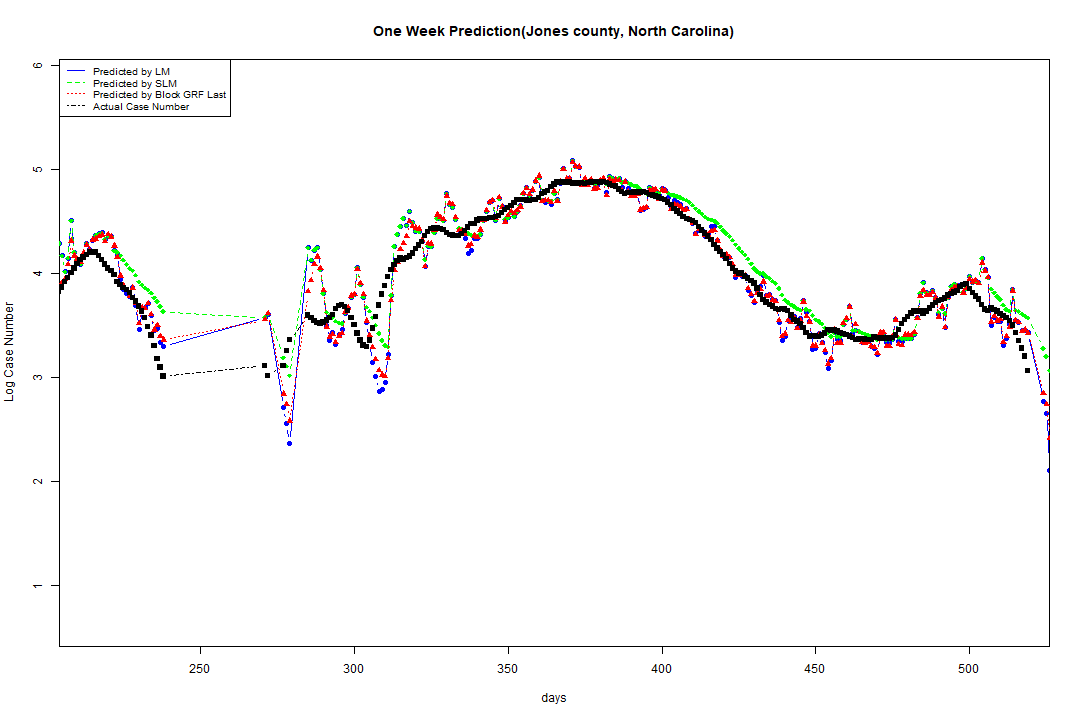 One Week Prediction(Jones county, North Carolina)
Predicted by LM
Predicted by SLM
Predicted by Block GRF Last
Actual Case Number
6
5
4
3
2
1
Log Case Number
250 300 350 400 450 500
days